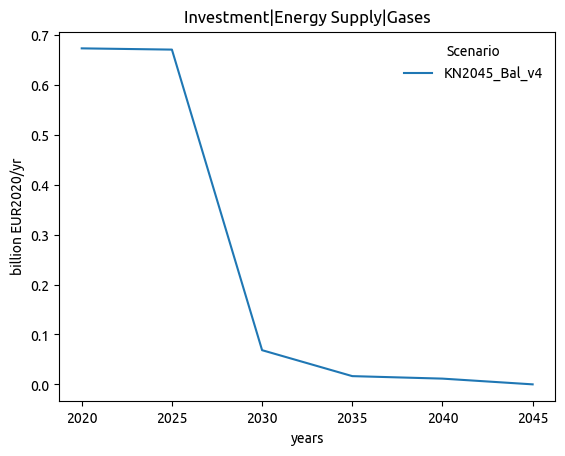 Investment|Energy Supply|Gases
Scenario
KN2045_Bal_v4
billion EUR2020/yr
0.7
0.6
0.5
0.4
0.3
0.2
0.1
0.0
2020 2025 2030 2035 2040 2045
years